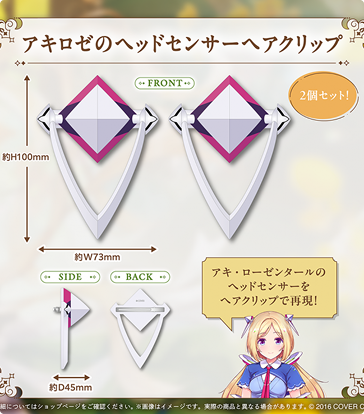 アキロゼのヘッドセンサーヘアクリップ
FRONT
2個セット!
約H100mm
約W73mm
SIDE
BACK
約D45mm
アキ・ローゼンタールの
ヘッドセンサーを
ヘアクリップで再現!
細についてはショップページをご確認ください。※画像はイメージです。実際の商品と異なる場合があります。© 2016 COVER C